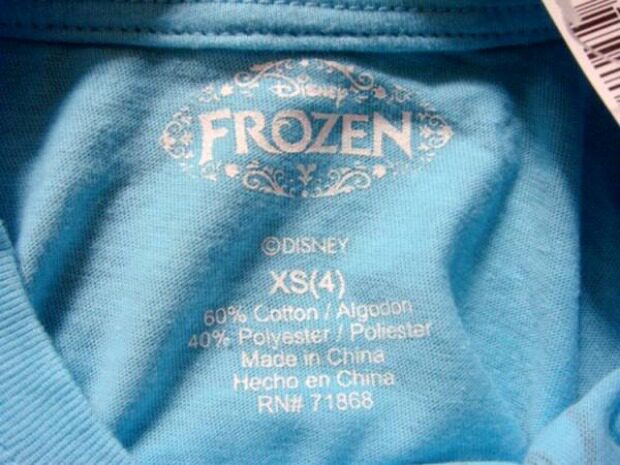 Disney
FROZEN
©DISNEY
XS(4)
60% Cotton / Algodon
40% Polyester / Poliester
Made in China
Hecho en China
RN# 71868